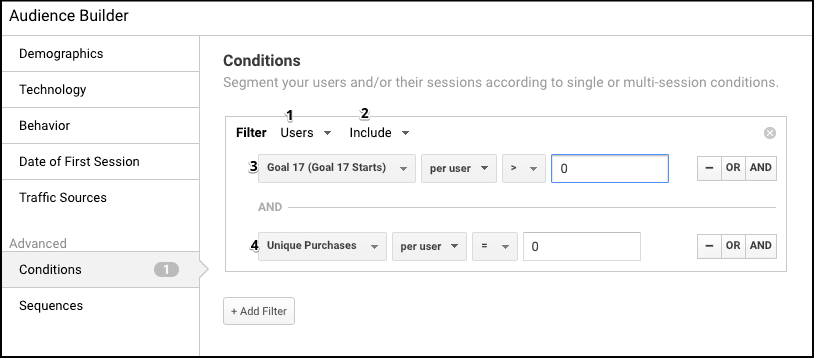 Audience Builder
Demographics
Technology
Behavior
Date of First Session
Traffic Sources
Advanced
Conditions 1
Sequences
Conditions
Segment your users and/or their sessions according to single or multi-session conditions.
1 2
Filter Users Include
3 Goal 17 (Goal 17 Starts) per user > 0 − OR AND
AND
4 Unique Purchases per user = 0 − OR AND
+ Add Filter